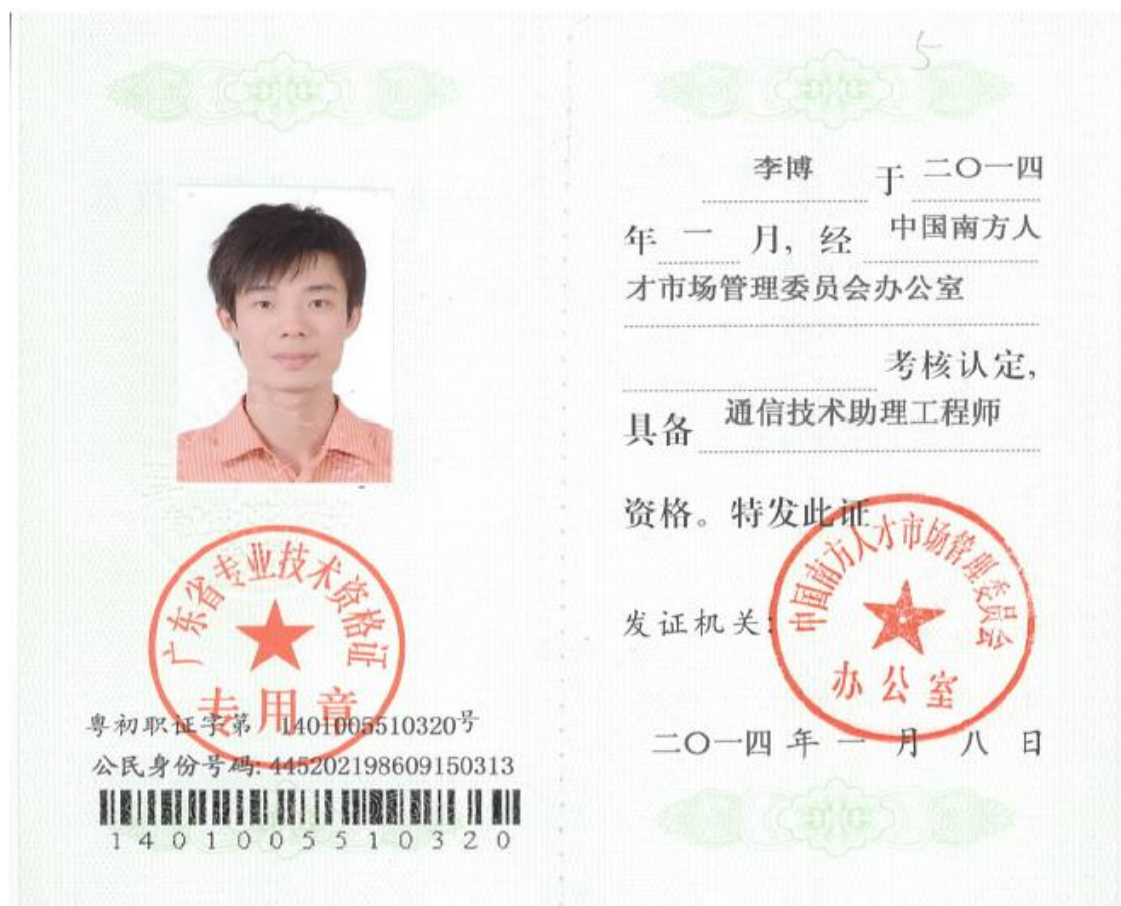 广东省专业技术资格证
专用章
粤初职证字第 1401005510320号
公民身份号码: 445202198609150313
1401005510320
5
李博 于 二〇一四
年 一 月, 经 中国南方人
才市场管理委员会办公室
考核认定,
具备 通信技术助理工程师
资格。特发此证
发证机关:
中国南方人才市场管理委员会
办公室
二〇一四 年 一 月 八 日